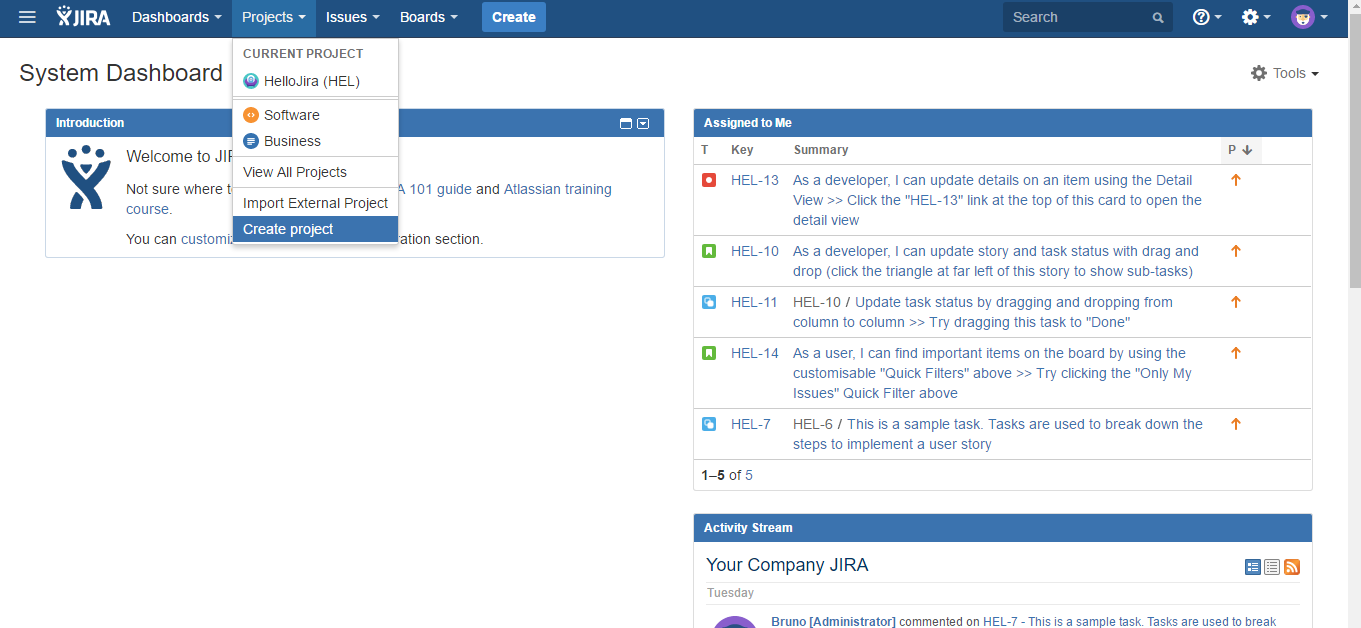 JIRA Dashboards Projects Issues Boards Create Search
CURRENT PROJECT
HelloJira (HEL)
Software
Business
View All Projects
Import External Project
Create project
System Dashboard
Tools
Introduction
Welcome to
Not sure where 101 guide and Atlassian training
course.
You can section.
Assigned to Me
T Key Summary P
HEL-13 As a developer, I can update details on an item using the Detail
View >> Click the "HEL-13" link at the top of this card to open the
detail view
HEL-10 As a developer, I can update story and task status with drag and
drop (click the triangle at far left of this story to show sub-tasks)
HEL-11 HEL-10 / Update task status by dragging and dropping from
column to column >> Try dragging this task to "Done"
HEL-14 As a user, I can find important items on the board by using the
customisable "Quick Filters" above >> Try clicking the "Only My
Issues" Quick Filter above
HEL-7 HEL-6 / This is a sample task. Tasks are used to break down the
steps to implement a user story
1–5 of 5
Activity Stream
Your Company JIRA
Tuesday
Bruno [Administrator] commented on HEL-7 - This is a sample task. Tasks are used to break